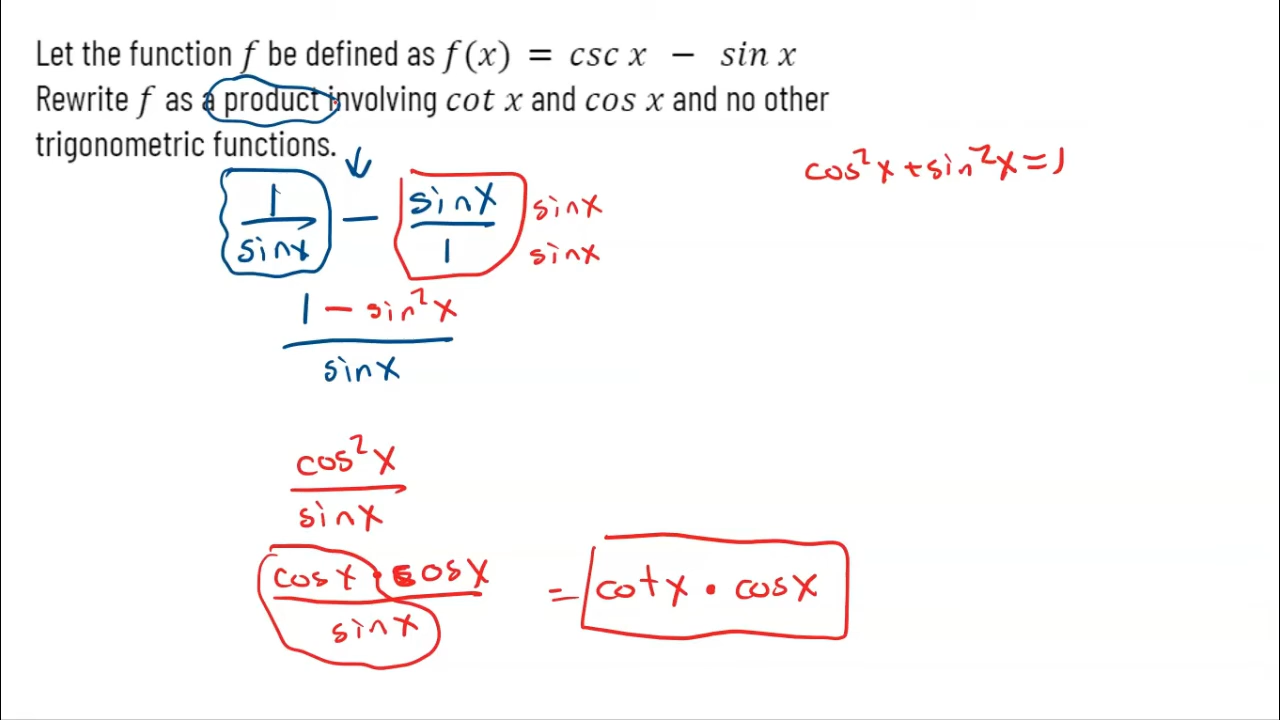 Let the function f be defined as f(x) = csc x − sin x
Rewrite f as a product involving cot x and cos x and no other
trigonometric functions.
cos²x + sin²x = 1
1/sinx − sinx/1 sinx/sinx
1 − sin²x
sinx
cos²x
sinx
cosx · cosx
sinx
= cotx · cosx